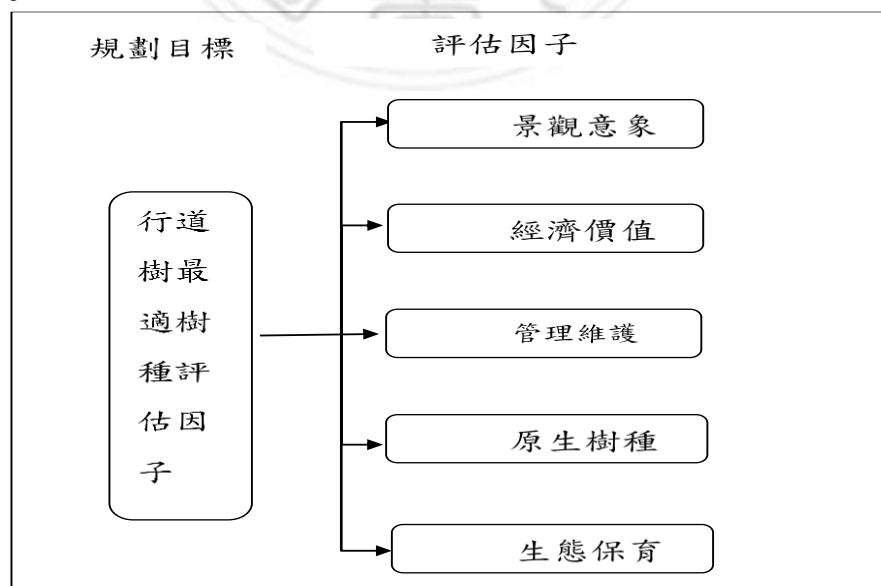 規劃目標 評估因子
景觀意象
行道
樹最
適樹
種評
估因
子
經濟價值
管理維護
原生樹種
生態保育